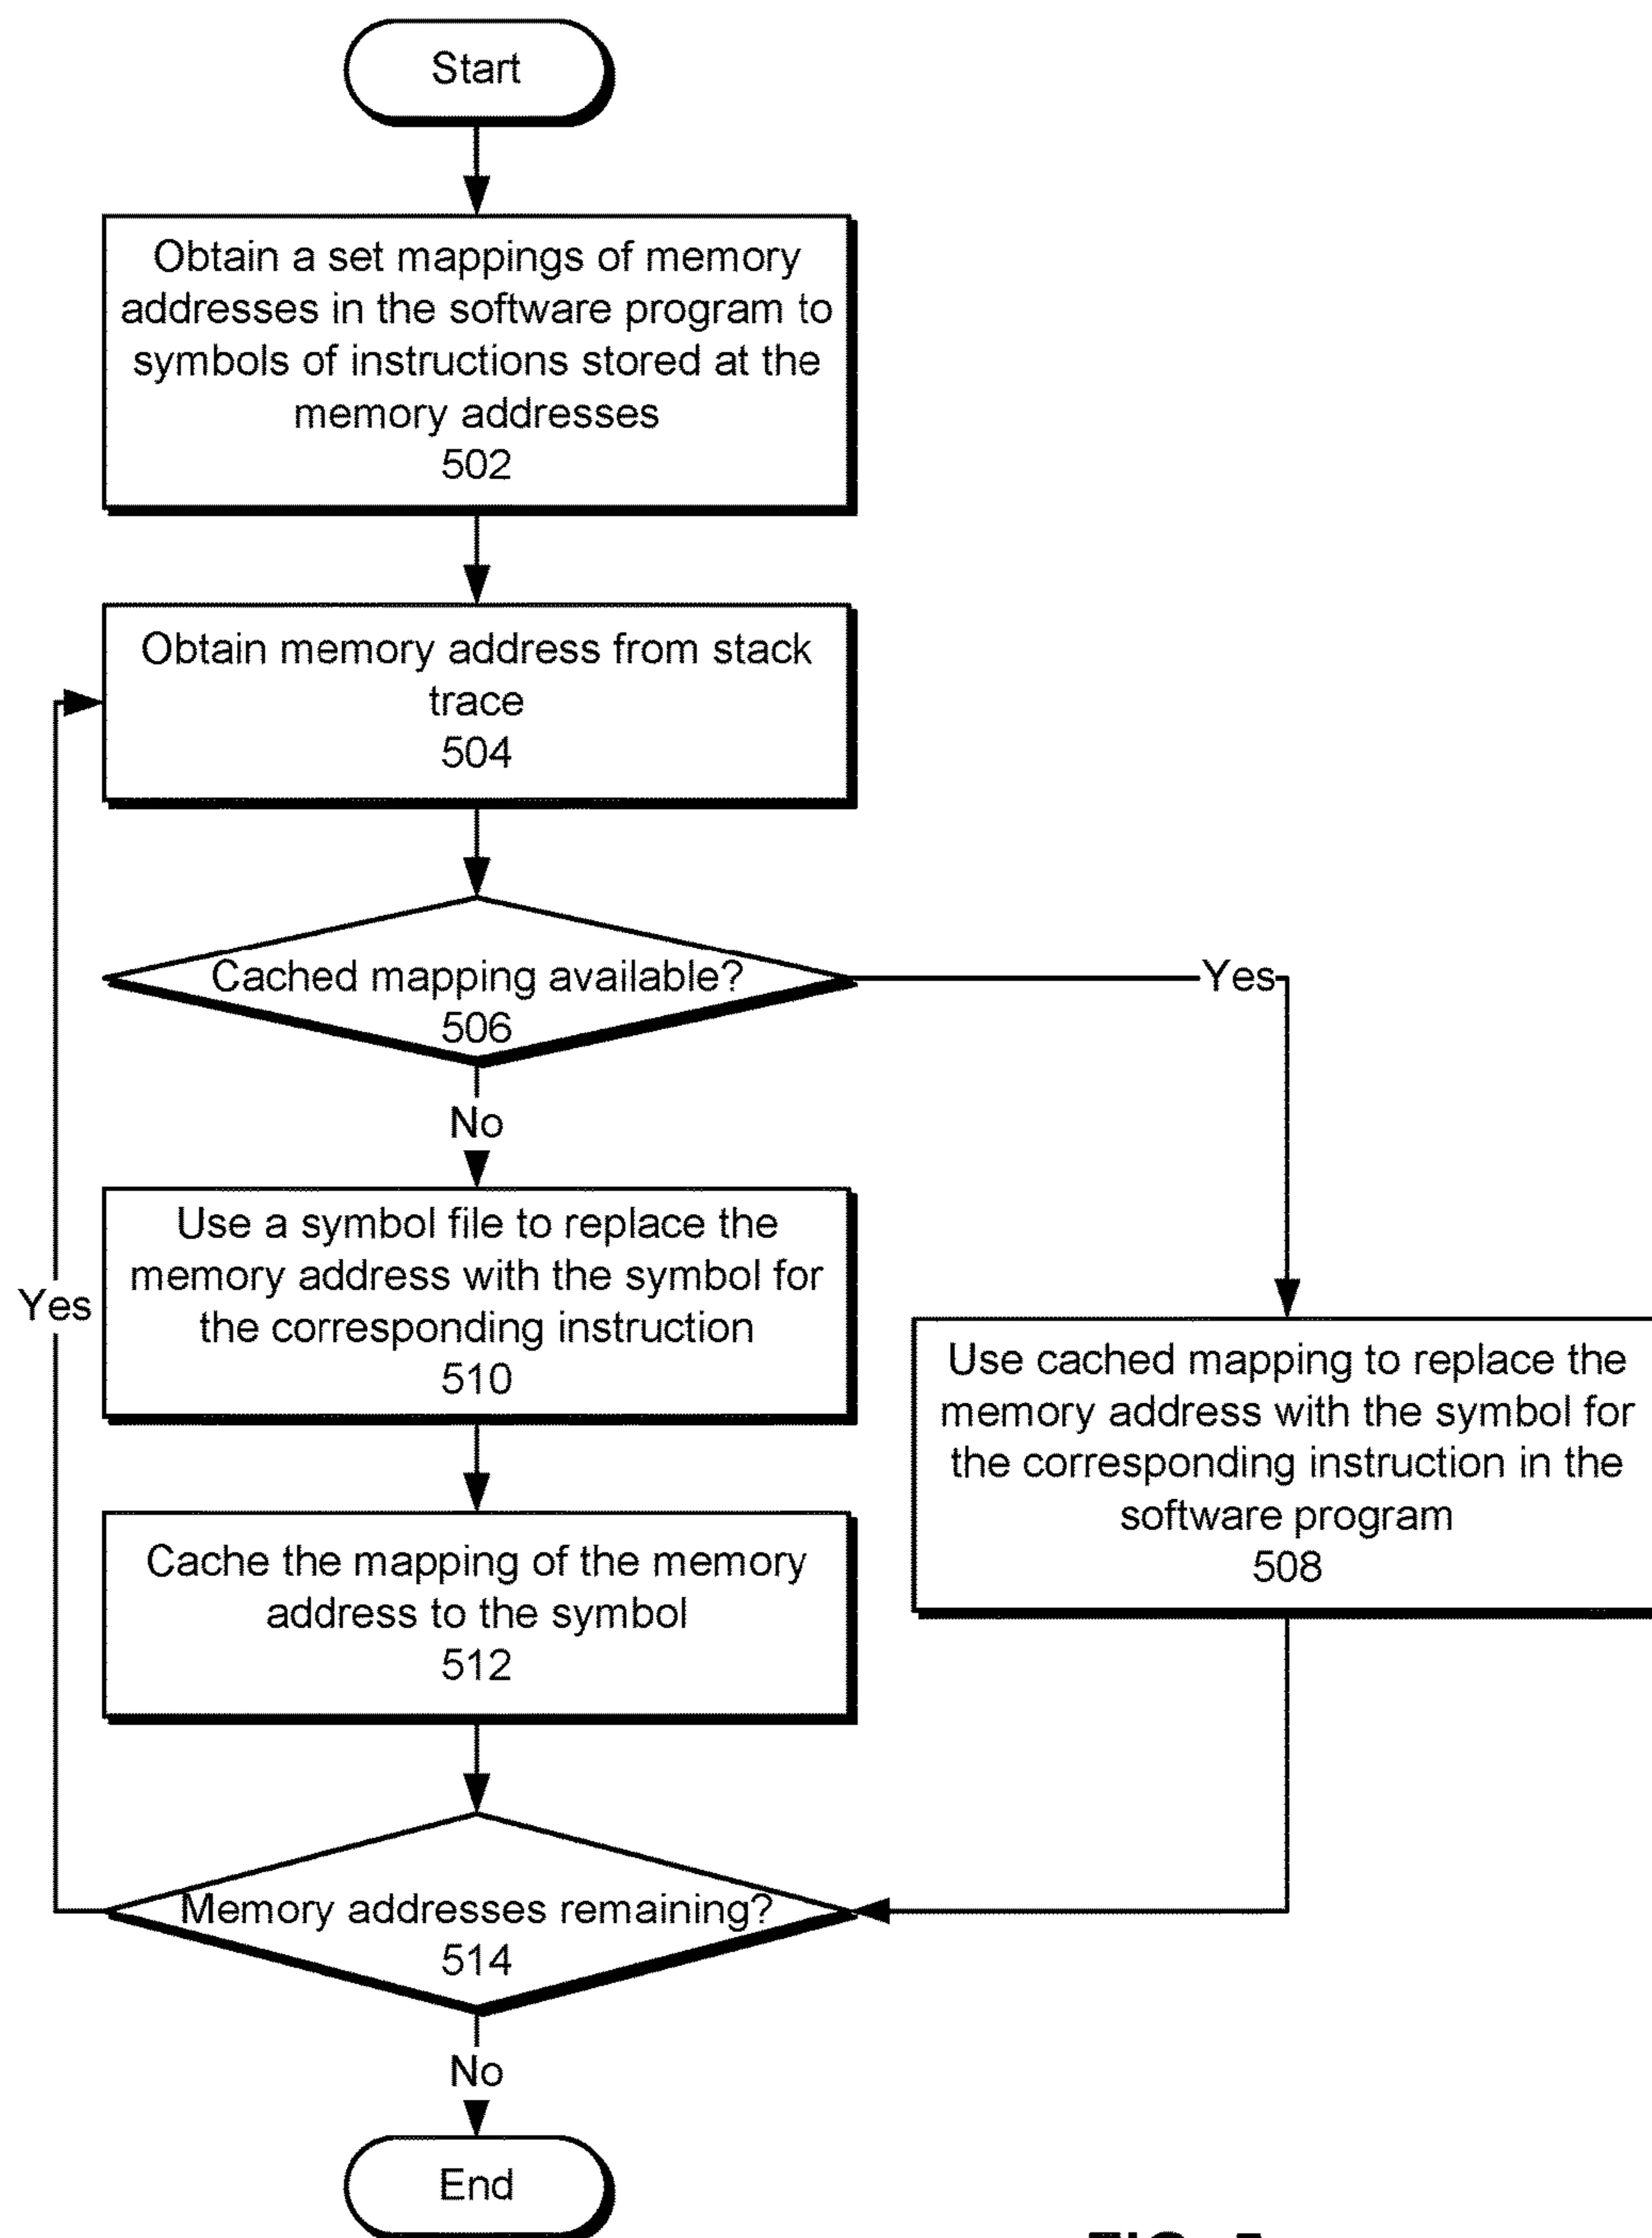 Start
Obtain a set mappings of memory
addresses in the software program to
symbols of instructions stored at the
memory addresses
502
Obtain memory address from stack
trace
504
Cached mapping available?
506
Yes
No
Use a symbol file to replace the
memory address with the symbol for
the corresponding instruction
510
Yes
Use cached mapping to replace the
memory address with the symbol for
the corresponding instruction in the
software program
508
Cache the mapping of the memory
address to the symbol
512
Memory addresses remaining?
514
No
End